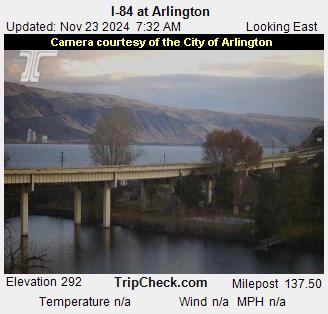 I-84 at Arlington
Updated: Nov 23 2024 7:32 AM Looking East
Camera courtesy of the City of Arlington
Elevation 292 TripCheck.com Milepost 137.50
Temperature n/a Wind n/a MPH n/a